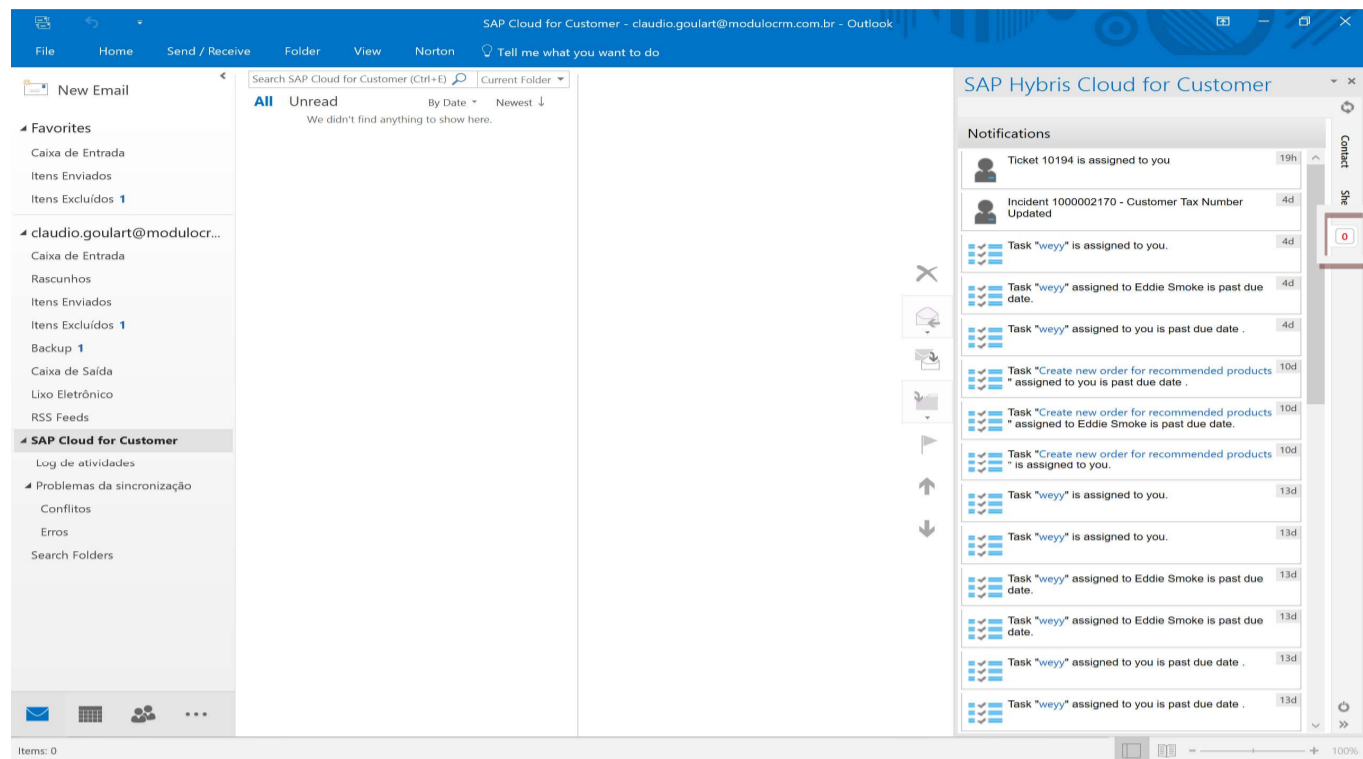 SAP Cloud for Customer - claudio.goulart@modulocrm.com.br - Outlook
File Home Send / Receive Folder View Norton Tell me what you want to do
New Email
Favorites
Caixa de Entrada
Itens Enviados
Itens Excluídos 1
claudio.goulart@modulocr...
Caixa de Entrada
Rascunhos
Itens Enviados
Itens Excluídos 1
Backup 1
Caixa de Saída
Lixo Eletrônico
RSS Feeds
SAP Cloud for Customer
Log de atividades
Problemas da sincronização
Conflitos
Erros
Search Folders
Search SAP Cloud for Customer (Ctrl+E) Current Folder
All Unread By Date Newest ↓
We didn't find anything to show here.
SAP Hybris Cloud for Customer
Notifications
Ticket 10194 is assigned to you 19h
Incident 1000002170 - Customer Tax Number 4d
Updated
Task "weyy" is assigned to you. 4d
Task "weyy" assigned to Eddie Smoke is past due 4d
date.
Task "weyy" assigned to you is past due date . 4d
Task "Create new order for recommended products 10d
" assigned to you is past due date .
Task "Create new order for recommended products 10d
" assigned to Eddie Smoke is past due date.
Task "Create new order for recommended products 10d
" is assigned to you.
Task "weyy" is assigned to you. 13d
Task "weyy" is assigned to you. 13d
Task "weyy" assigned to Eddie Smoke is past due 13d
date.
Task "weyy" assigned to Eddie Smoke is past due 13d
date.
Task "weyy" assigned to you is past due date . 13d
Task "weyy" assigned to you is past due date . 13d
Contact
She
0
Items: 0
100%